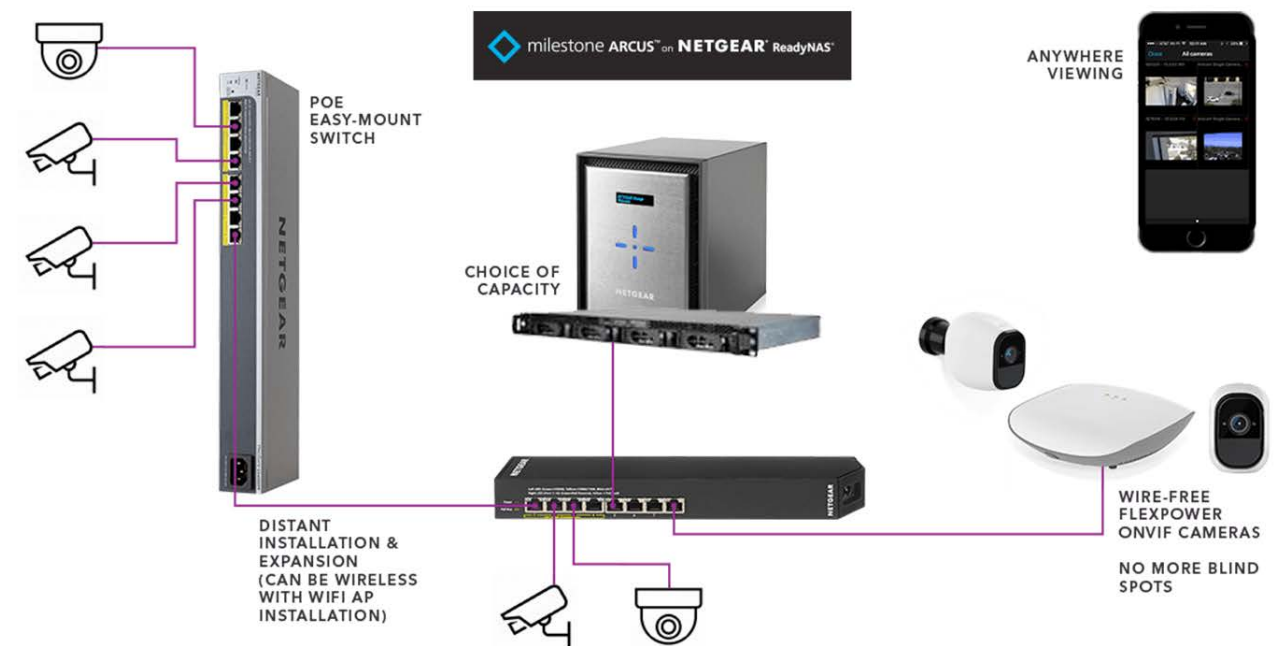 milestone ARCUS™ on NETGEAR® ReadyNAS®
ANYWHERE
VIEWING
Done All cameras
POE
EASY-MOUNT
SWITCH
NETGEAR
CHOICE OF
CAPACITY
NETGEAR
NETGEAR
NETGEAR
DISTANT
INSTALLATION &
EXPANSION
(CAN BE WIRELESS
WITH WIFI AP
INSTALLATION)
WIRE-FREE
FLEXPOWER
ONVIF CAMERAS
NO MORE BLIND
SPOTS